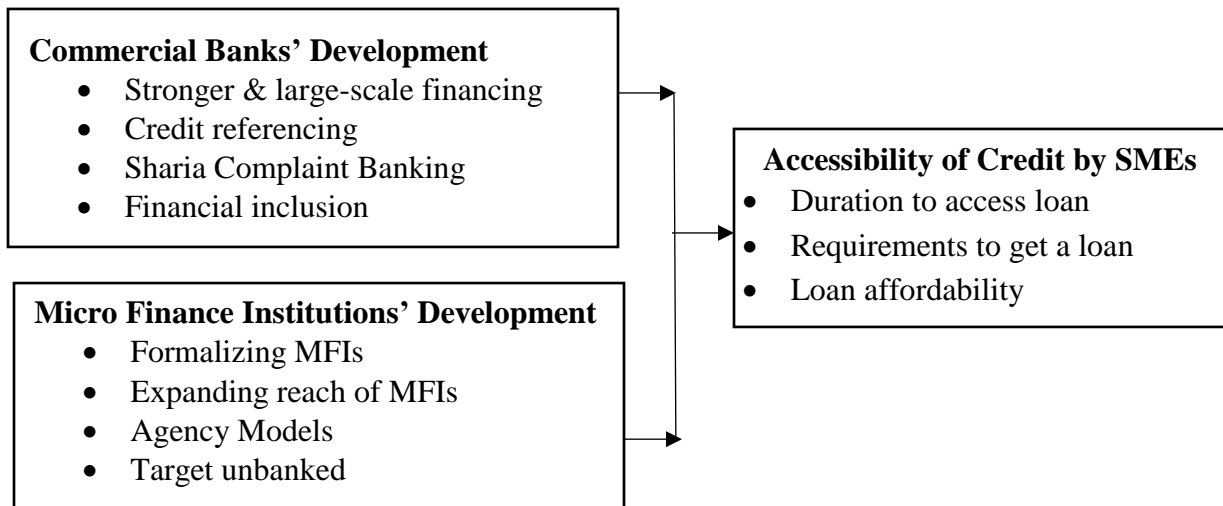 Commercial Banks’ Development
• Stronger & large-scale financing
• Credit referencing
• Sharia Complaint Banking
• Financial inclusion
Micro Finance Institutions’ Development
• Formalizing MFIs
• Expanding reach of MFIs
• Agency Models
• Target unbanked
Accessibility of Credit by SMEs
• Duration to access loan
• Requirements to get a loan
• Loan affordability